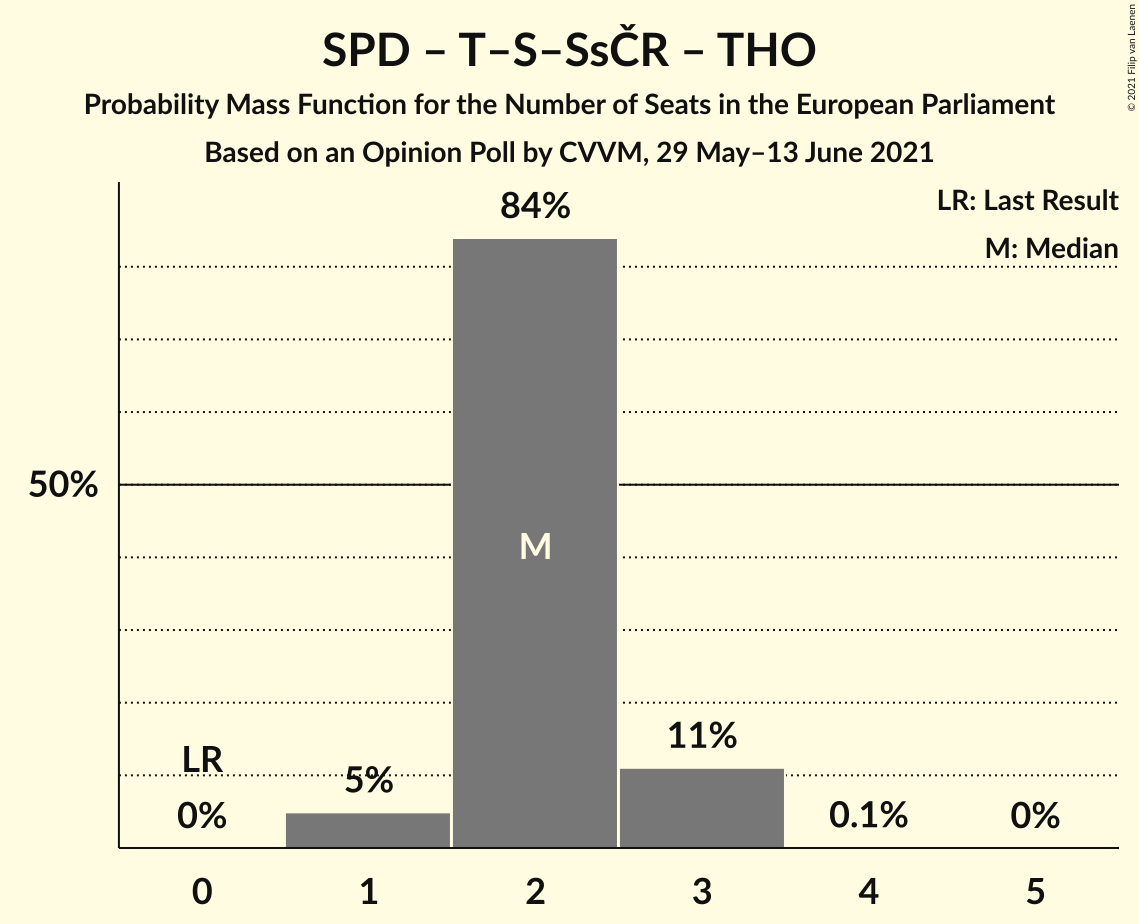 SPD – T–S–SsČR – THO
Probability Mass Function for the Number of Seats in the European Parliament
Based on an Opinion Poll by CVVM, 29 May–13 June 2021
© 2021 Filip van Laenen
LR: Last Result
M: Median
84%
50%
M
LR
0%
5%
11%
0.1%
0%
0 1 2 3 4 5